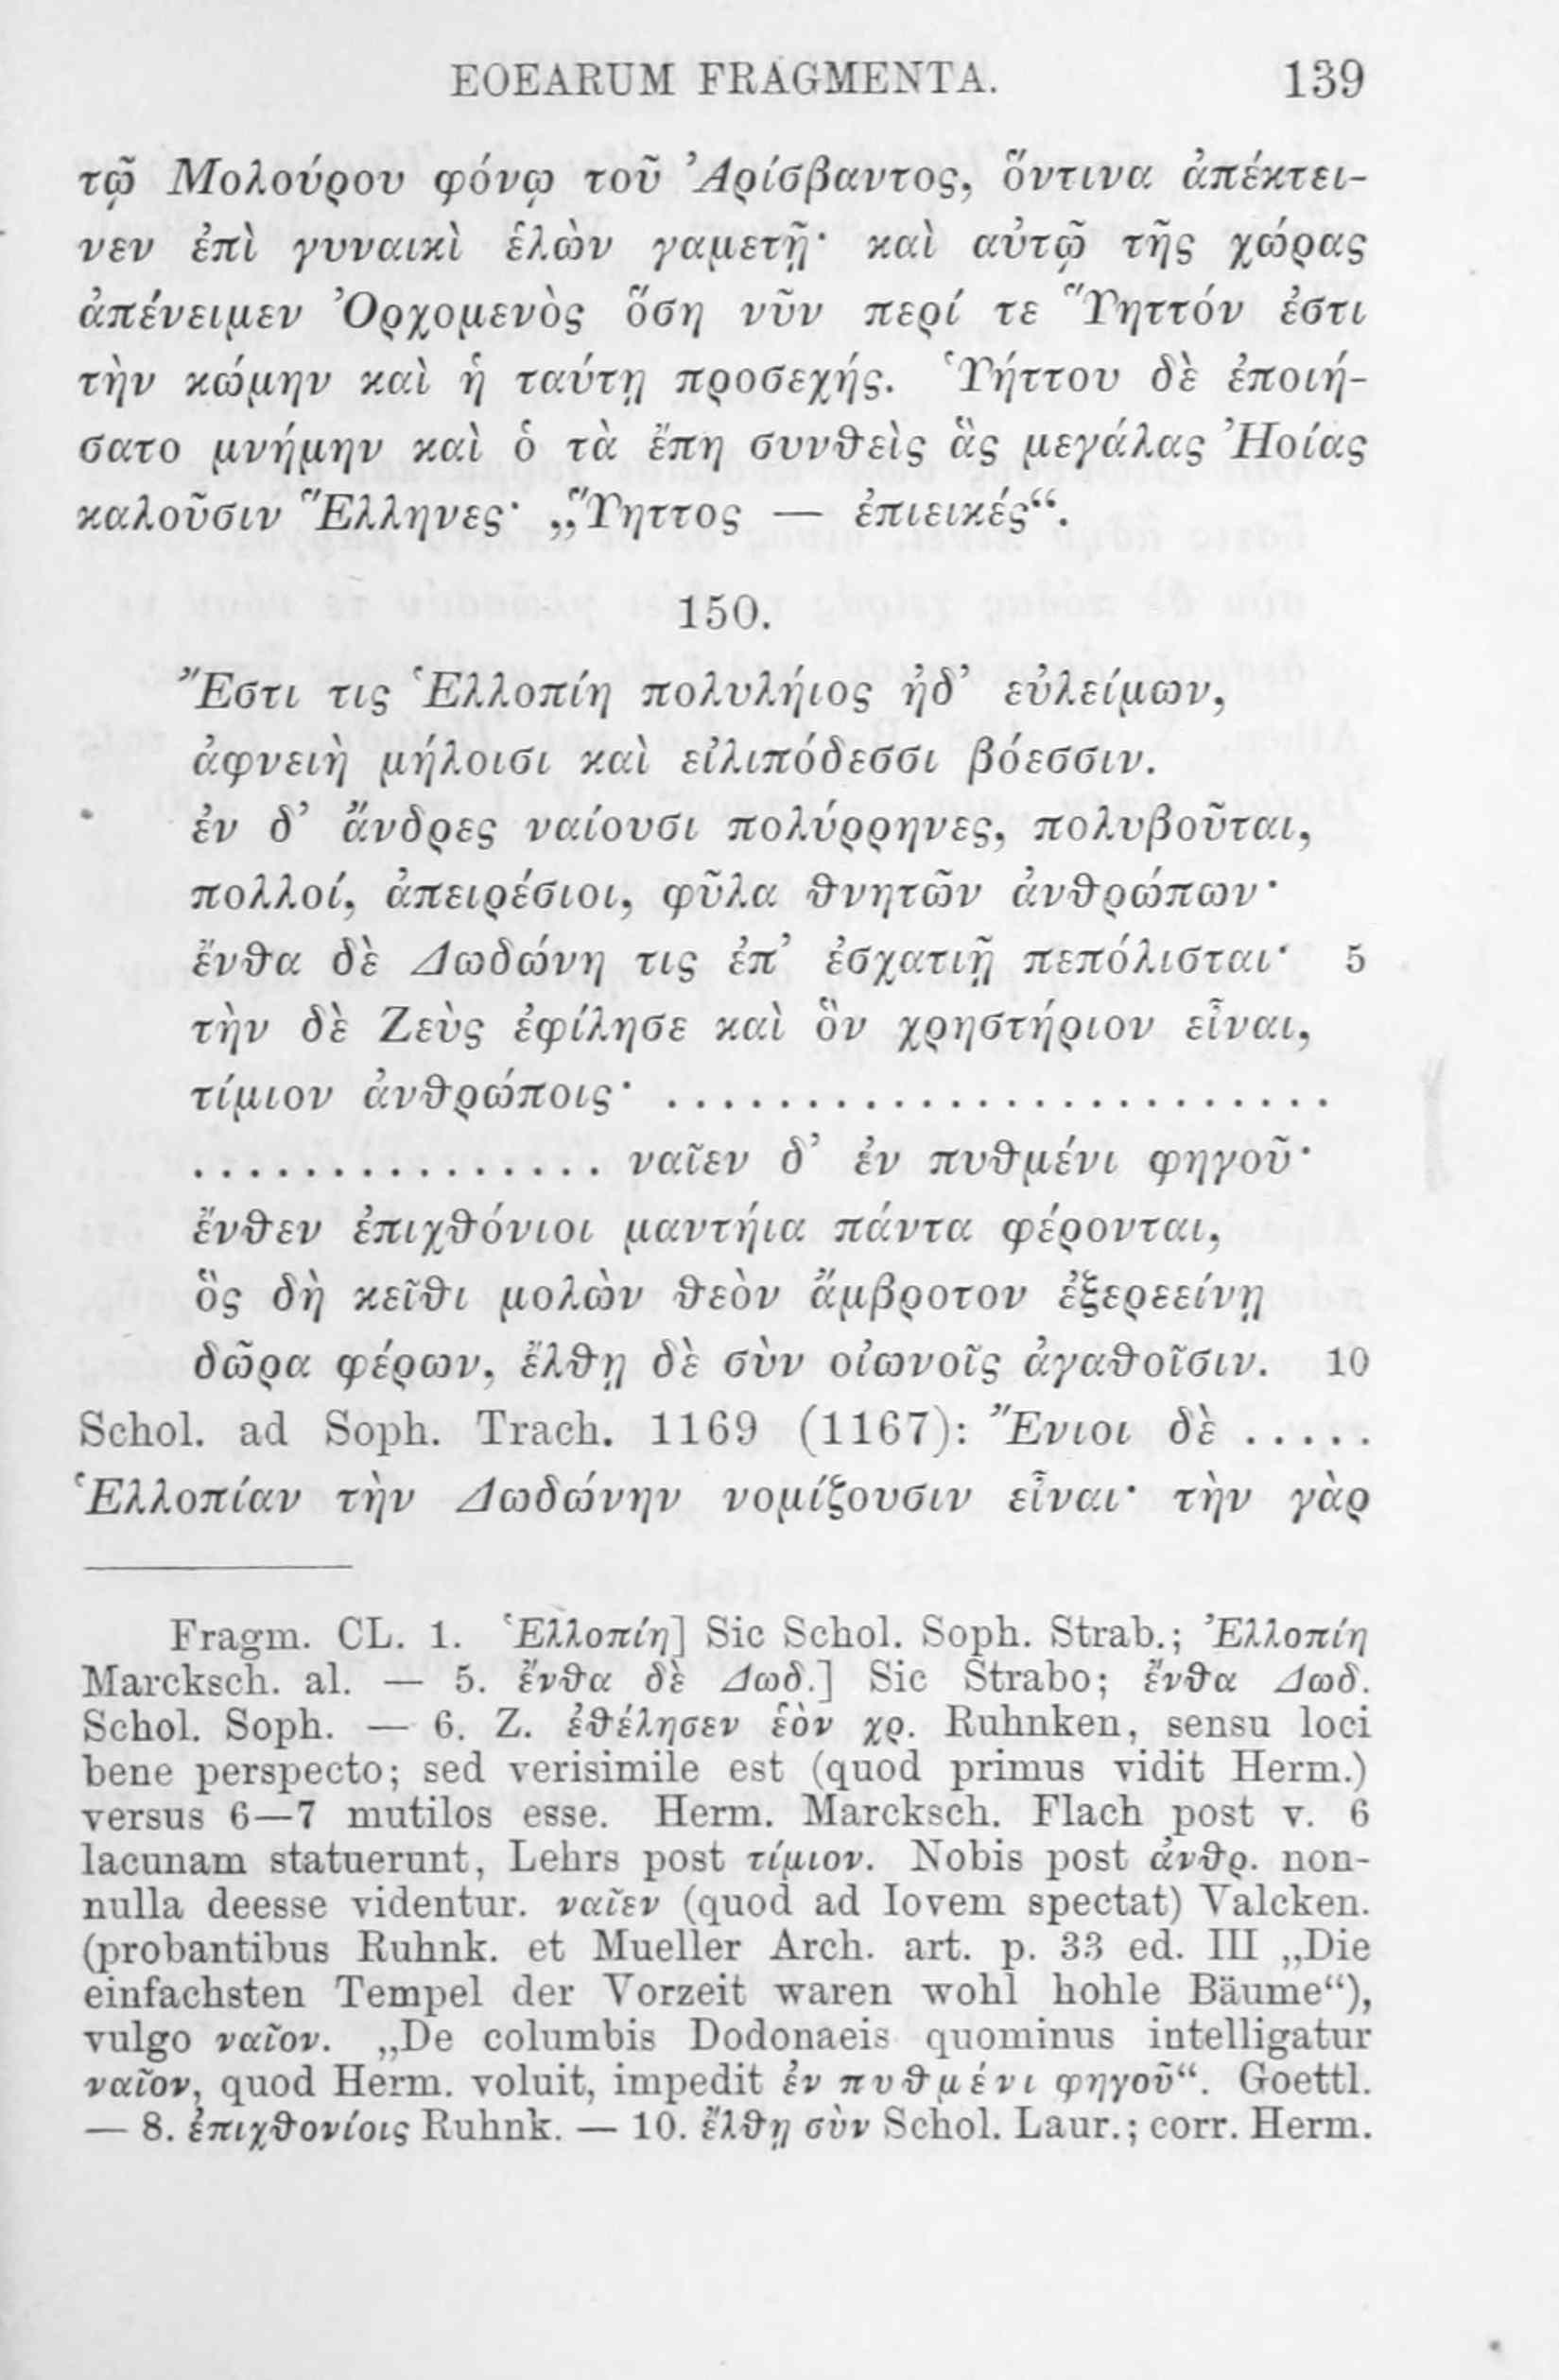 EOEARUM FRAGMENTA. 139
τῷ Μολούρου φόνῳ τοῦ Ἀρίσβαντος, ὅντινα ἀπέκτει-
νεν ἐπὶ γυναικὶ ἑλὼν γαμετῇ· καὶ αὐτῷ τῆς χώρας
ἀπένειμεν Ὀρχομενὸς ὅση νῦν περί τε Ὕηττόν ἐστι
τὴν κώμην καὶ ἡ ταύτῃ προσεχής. Ὑήττου δὲ ἐποιή-
σατο μνήμην καὶ ὁ τὰ ἔπη συνθεὶς ἃς μεγάλας Ἠοίας
καλοῦσιν Ἕλληνες· „Ὕηττος — ἐπιεικές“.
150.
Ἔστι τις Ἑλλοπίη πολυλήιος ἠδ’ εὐλείμων,
ἀφνειὴ μήλοισι καὶ εἰλιπόδεσσι βόεσσιν.
ἐν δ’ ἄνδρες ναίουσι πολύρρηνες, πολυβοῦται,
πολλοί, ἀπειρέσιοι, φῦλα θνητῶν ἀνθρώπων·
ἔνθα δὲ Δωδώνη τις ἐπ’ ἐσχατιῇ πεπόλισται· 5
τὴν δὲ Ζεὺς ἐφίλησε καὶ ὃν χρηστήριον εἶναι,
τίμιον ἀνθρώποις· ........................
............... ναῖεν δ’ ἐν πυθμένι φηγοῦ·
ἔνθεν ἐπιχθόνιοι μαντήια πάντα φέρονται,
ὃς δὴ κεῖθι μολὼν θεὸν ἄμβροτον ἐξερεείνῃ
δῶρα φέρων, ἔλθῃ δὲ σὺν οἰωνοῖς ἀγαθοῖσιν. 10
Schol. ad Soph. Trach. 1169 (1167): Ἔνιοι δὲ .....
Ἑλλοπίαν τὴν Δωδώνην νομίζουσιν εἶναι· τὴν γὰρ
Fragm. CL. 1. Ἑλλοπίη] Sic Schol. Soph. Strab.; Ἐλλοπίη
Marcksch. al. — 5. ἔνθα δὲ Δωδ.] Sic Strabo; ἔνθα Δωδ.
Schol. Soph. — 6. Z. ἐθέλησεν ἑὸν χρ. Ruhnken, sensu loci
bene perspecto; sed verisimile est (quod primus vidit Herm.)
versus 6—7 mutilos esse. Herm. Marcksch. Flach post v. 6
lacunam statuerunt, Lehrs post τίμιον. Nobis post ἀνθρ. non-
nulla deesse videntur. ναῖεν (quod ad Iovem spectat) Valcken.
(probantibus Ruhnk. et Mueller Arch. art. p. 33 ed. III „Die
einfachsten Tempel der Vorzeit waren wohl hohle Bäume“),
vulgo ναῖον. „De columbis Dodonaeis quominus intelligatur
ναῖον, quod Herm. voluit, impedit ἐν πυθμένι φηγοῦ“. Goettl.
— 8. ἐπιχθονίοις Ruhnk. — 10. ἔλθῃ σὺν Schol. Laur.; corr. Herm.